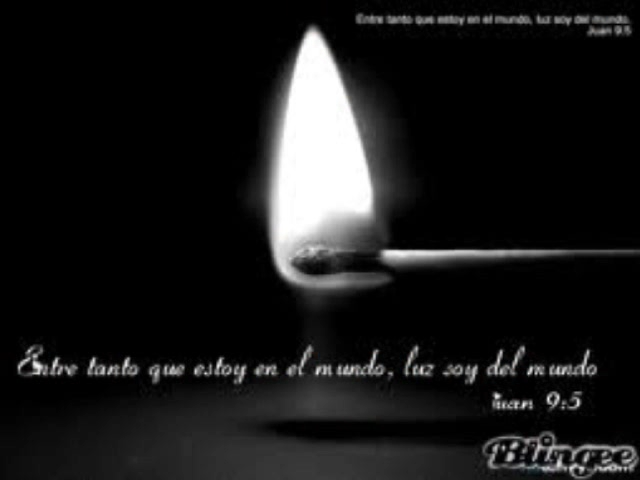 Entre tanto que estoy en el mundo, luz soy del mundo.
Juan 9:5
Entre tanto que estoy en el mundo, luz soy del mundo
Juan 9:5
Blingee